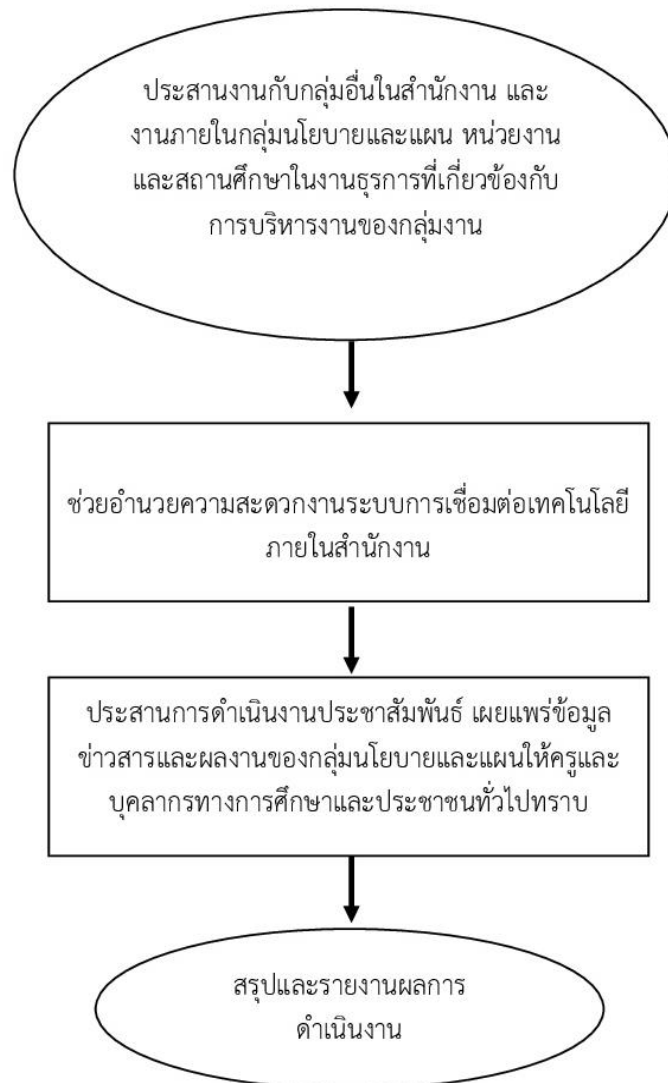 ประสานงานกับกลุ่มอื่นในสำนักงาน และ
งานภายในกลุ่มนโยบายและแผน หน่วยงาน
และสถานศึกษาในงานธุรการที่เกี่ยวข้องกับ
การบริหารงานของกลุ่มงาน
ช่วยอำนวยความสะดวกงานระบบการเชื่อมต่อเทคโนโลยี
ภายในสำนักงาน
ประสานการดำเนินงานประชาสัมพันธ์ เผยแพร่ข้อมูล
ข่าวสารและผลงานของกลุ่มนโยบายและแผนให้ครูและ
บุคลากรทางการศึกษาและประชาชนทั่วไปทราบ
สรุปและรายงานผลการ
ดำเนินงาน